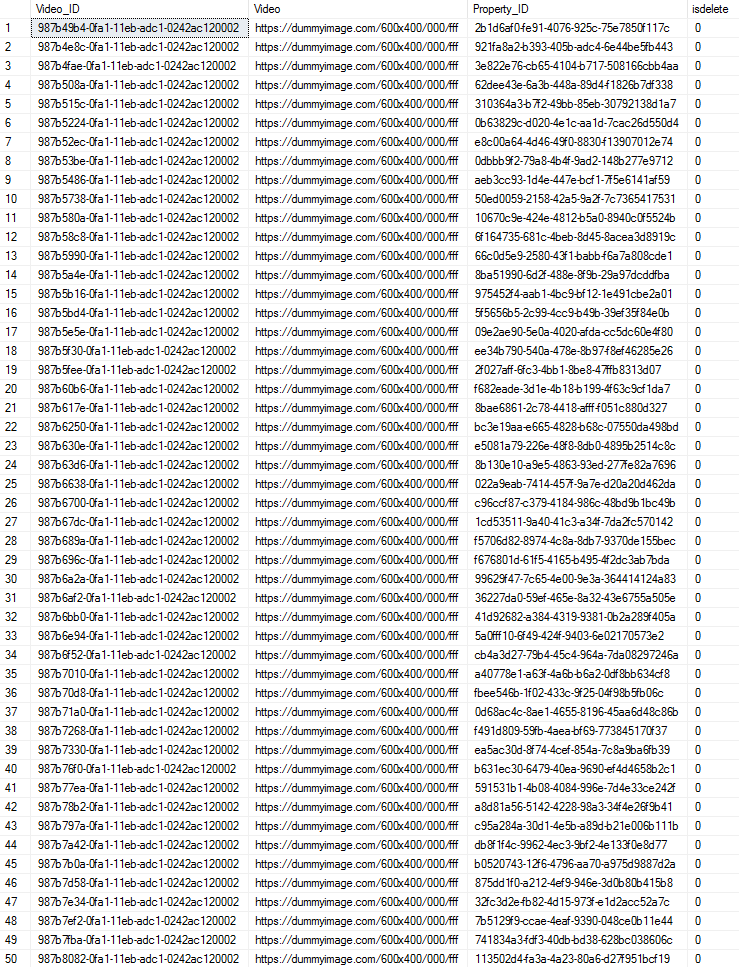 Video_ID Video Property_ID isdelete
1 987b49b4-0fa1-11eb-adc1-0242ac120002 https://dummyimage.com/600x400/000/fff 2b1d6af0-fe91-4076-925c-75e7850f117c 0
2 987b4e8c-0fa1-11eb-adc1-0242ac120002 https://dummyimage.com/600x400/000/fff 921fa8a2-b393-405b-adc4-6e44be5fb443 0
3 987b4fae-0fa1-11eb-adc1-0242ac120002 https://dummyimage.com/600x400/000/fff 3e822e76-cb65-4104-b717-508166cbb4aa 0
4 987b508a-0fa1-11eb-adc1-0242ac120002 https://dummyimage.com/600x400/000/fff 62dee43e-6a3b-448a-89d4-f1826b7df338 0
5 987b515c-0fa1-11eb-adc1-0242ac120002 https://dummyimage.com/600x400/000/fff 310364a3-b7f2-49bb-85eb-30792138d1a7 0
6 987b5224-0fa1-11eb-adc1-0242ac120002 https://dummyimage.com/600x400/000/fff 0b63829c-d020-4e1c-aa1d-7cac26d550d4 0
7 987b52ec-0fa1-11eb-adc1-0242ac120002 https://dummyimage.com/600x400/000/fff e8c00a64-4d46-49f0-8830-f13907012e74 0
8 987b53be-0fa1-11eb-adc1-0242ac120002 https://dummyimage.com/600x400/000/fff 0dbbb9f2-79a8-4b4f-9ad2-148b277e9712 0
9 987b5486-0fa1-11eb-adc1-0242ac120002 https://dummyimage.com/600x400/000/fff aeb3cc93-1d4e-447e-bcf1-7f5e6141af59 0
10 987b5738-0fa1-11eb-adc1-0242ac120002 https://dummyimage.com/600x400/000/fff 50ed0059-2158-42a5-9a2f-7c7365417531 0
11 987b580a-0fa1-11eb-adc1-0242ac120002 https://dummyimage.com/600x400/000/fff 10670c9e-424e-4812-b5a0-8940c0f5524b 0
12 987b58c8-0fa1-11eb-adc1-0242ac120002 https://dummyimage.com/600x400/000/fff 6f164735-681c-4beb-8d45-8acea3d8919c 0
13 987b5990-0fa1-11eb-adc1-0242ac120002 https://dummyimage.com/600x400/000/fff 66c0d5e9-2580-43f1-babb-f6a7a808cde1 0
14 987b5a4e-0fa1-11eb-adc1-0242ac120002 https://dummyimage.com/600x400/000/fff 8ba51990-6d2f-488e-8f9b-29a97dcddfba 0
15 987b5b16-0fa1-11eb-adc1-0242ac120002 https://dummyimage.com/600x400/000/fff 975452f4-aab1-4bc9-bf12-1e491cbe2a01 0
16 987b5bd4-0fa1-11eb-adc1-0242ac120002 https://dummyimage.com/600x400/000/fff 5f5656b5-2c99-4cc9-b49b-39ef35f84e0b 0
17 987b5e5e-0fa1-11eb-adc1-0242ac120002 https://dummyimage.com/600x400/000/fff 09e2ae90-5e0a-4020-afda-cc5dc60e4f80 0
18 987b5f30-0fa1-11eb-adc1-0242ac120002 https://dummyimage.com/600x400/000/fff ee34b790-540a-478e-8b97-f8ef46285e26 0
19 987b5fee-0fa1-11eb-adc1-0242ac120002 https://dummyimage.com/600x400/000/fff 2f027aff-6fc3-4bb1-8be8-47ffb8313d07 0
20 987b60b6-0fa1-11eb-adc1-0242ac120002 https://dummyimage.com/600x400/000/fff f682eade-3d1e-4b18-b199-4f63c9cf1da7 0
21 987b617e-0fa1-11eb-adc1-0242ac120002 https://dummyimage.com/600x400/000/fff 8bae6861-2c78-4418-afff-f051c880d327 0
22 987b6250-0fa1-11eb-adc1-0242ac120002 https://dummyimage.com/600x400/000/fff bc3e19aa-e665-4828-b68c-07550da498bd 0
23 987b630e-0fa1-11eb-adc1-0242ac120002 https://dummyimage.com/600x400/000/fff e5081a79-226e-48f8-8db0-4895b2514c8c 0
24 987b63d6-0fa1-11eb-adc1-0242ac120002 https://dummyimage.com/600x400/000/fff 8b130e10-a9e5-4863-93ed-277fe82a7696 0
25 987b6638-0fa1-11eb-adc1-0242ac120002 https://dummyimage.com/600x400/000/fff 022a9eab-7414-457f-9a7e-d20a20d462da 0
26 987b6700-0fa1-11eb-adc1-0242ac120002 https://dummyimage.com/600x400/000/fff c96ccf87-c379-4184-986c-48bd9b1bc49b 0
27 987b67dc-0fa1-11eb-adc1-0242ac120002 https://dummyimage.com/600x400/000/fff 1cd53511-9a40-41c3-a34f-7da2fc570142 0
28 987b689a-0fa1-11eb-adc1-0242ac120002 https://dummyimage.com/600x400/000/fff f5706d82-8974-4c8a-8db7-9370de155bec 0
29 987b696c-0fa1-11eb-adc1-0242ac120002 https://dummyimage.com/600x400/000/fff f676801d-61f5-4165-b495-4f2dc3ab7bda 0
30 987b6a2a-0fa1-11eb-adc1-0242ac120002 https://dummyimage.com/600x400/000/fff 99629f47-7c65-4e00-9e3a-364414124a83 0
31 987b6af2-0fa1-11eb-adc1-0242ac120002 https://dummyimage.com/600x400/000/fff 36227da0-59ef-465e-8a32-43e6755a505e 0
32 987b6bb0-0fa1-11eb-adc1-0242ac120002 https://dummyimage.com/600x400/000/fff 41d92682-a384-4319-9381-0b2a289f405a 0
33 987b6e94-0fa1-11eb-adc1-0242ac120002 https://dummyimage.com/600x400/000/fff 5a0fff10-6f49-424f-9403-6e02170573e2 0
34 987b6f52-0fa1-11eb-adc1-0242ac120002 https://dummyimage.com/600x400/000/fff cb4a3d27-79b4-45c4-964a-7da08297246a 0
35 987b7010-0fa1-11eb-adc1-0242ac120002 https://dummyimage.com/600x400/000/fff a40778e1-a63f-4a6b-b6a2-0df8bb634cf8 0
36 987b70d8-0fa1-11eb-adc1-0242ac120002 https://dummyimage.com/600x400/000/fff fbee546b-1f02-433c-9f25-04f98b5fb06c 0
37 987b71a0-0fa1-11eb-adc1-0242ac120002 https://dummyimage.com/600x400/000/fff 0d68ac4c-8ae1-4655-8196-45aa6d48c86b 0
38 987b7268-0fa1-11eb-adc1-0242ac120002 https://dummyimage.com/600x400/000/fff f491d809-59fb-4aea-bf69-773845170f37 0
39 987b7330-0fa1-11eb-adc1-0242ac120002 https://dummyimage.com/600x400/000/fff ea5ac30d-8f74-4cef-854a-7c8a9ba6fb39 0
40 987b76f0-0fa1-11eb-adc1-0242ac120002 https://dummyimage.com/600x400/000/fff b631ec30-6479-40ea-9690-ef4d4658b2c1 0
41 987b77ea-0fa1-11eb-adc1-0242ac120002 https://dummyimage.com/600x400/000/fff 591531b1-4b08-4084-996e-7d4e33ce242f 0
42 987b78b2-0fa1-11eb-adc1-0242ac120002 https://dummyimage.com/600x400/000/fff a8d81a56-5142-4228-98a3-34f4e26f9b41 0
43 987b797a-0fa1-11eb-adc1-0242ac120002 https://dummyimage.com/600x400/000/fff c95a284a-30d1-4e5b-a89d-b21e006b111b 0
44 987b7a42-0fa1-11eb-adc1-0242ac120002 https://dummyimage.com/600x400/000/fff db8f1f4c-9962-4ec3-9bf2-4e133f0e8d77 0
45 987b7b0a-0fa1-11eb-adc1-0242ac120002 https://dummyimage.com/600x400/000/fff b0520743-12f6-4796-aa70-a975d9887d2a 0
46 987b7d58-0fa1-11eb-adc1-0242ac120002 https://dummyimage.com/600x400/000/fff 875dd1f0-a212-4ef9-946e-3d0b80b415b8 0
47 987b7e34-0fa1-11eb-adc1-0242ac120002 https://dummyimage.com/600x400/000/fff 32fc3d2e-fb82-4d15-973f-e1d2acc52a7c 0
48 987b7ef2-0fa1-11eb-adc1-0242ac120002 https://dummyimage.com/600x400/000/fff 7b5129f9-ccae-4eaf-9390-048ce0b11e44 0
49 987b7fba-0fa1-11eb-adc1-0242ac120002 https://dummyimage.com/600x400/000/fff 741834a3-fdf3-40db-bd38-628bc038606c 0
50 987b8082-0fa1-11eb-adc1-0242ac120002 https://dummyimage.com/600x400/000/fff 113502d4-fa3a-4a23-80a6-d27f951bcf19 0